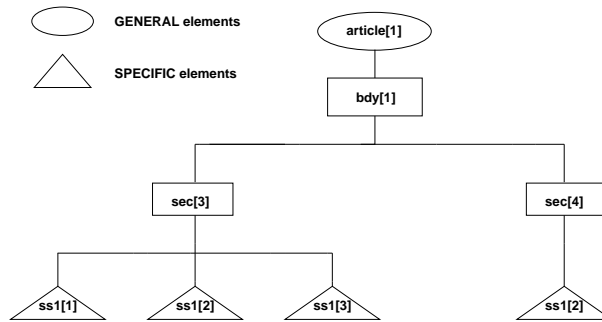 GENERAL elements
SPECIFIC elements
article[1]
bdy[1]
sec[3]
sec[4]
ss1[1]
ss1[2]
ss1[3]
ss1[2]